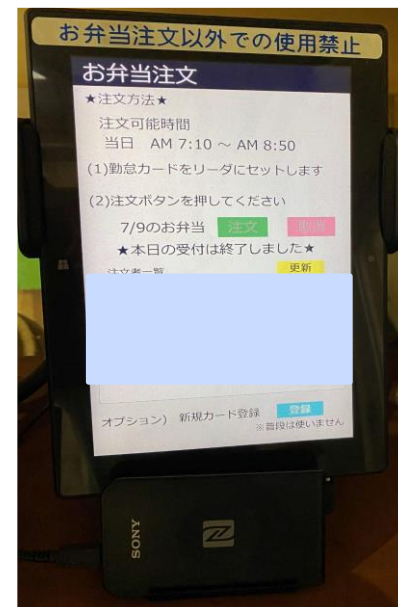 お弁当注文以外での使用禁止
お弁当注文
★注文方法★
注文可能時間
当日 AM 7:10 ～ AM 8:50
(1)勤怠カードをリーダにセットします
(2)注文ボタンを押してください
7/9のお弁当 注文
★本日の受付は終了しました★
注文者一覧 更新
オプション) 新規カード登録 登録
※普段は使いません
SONY